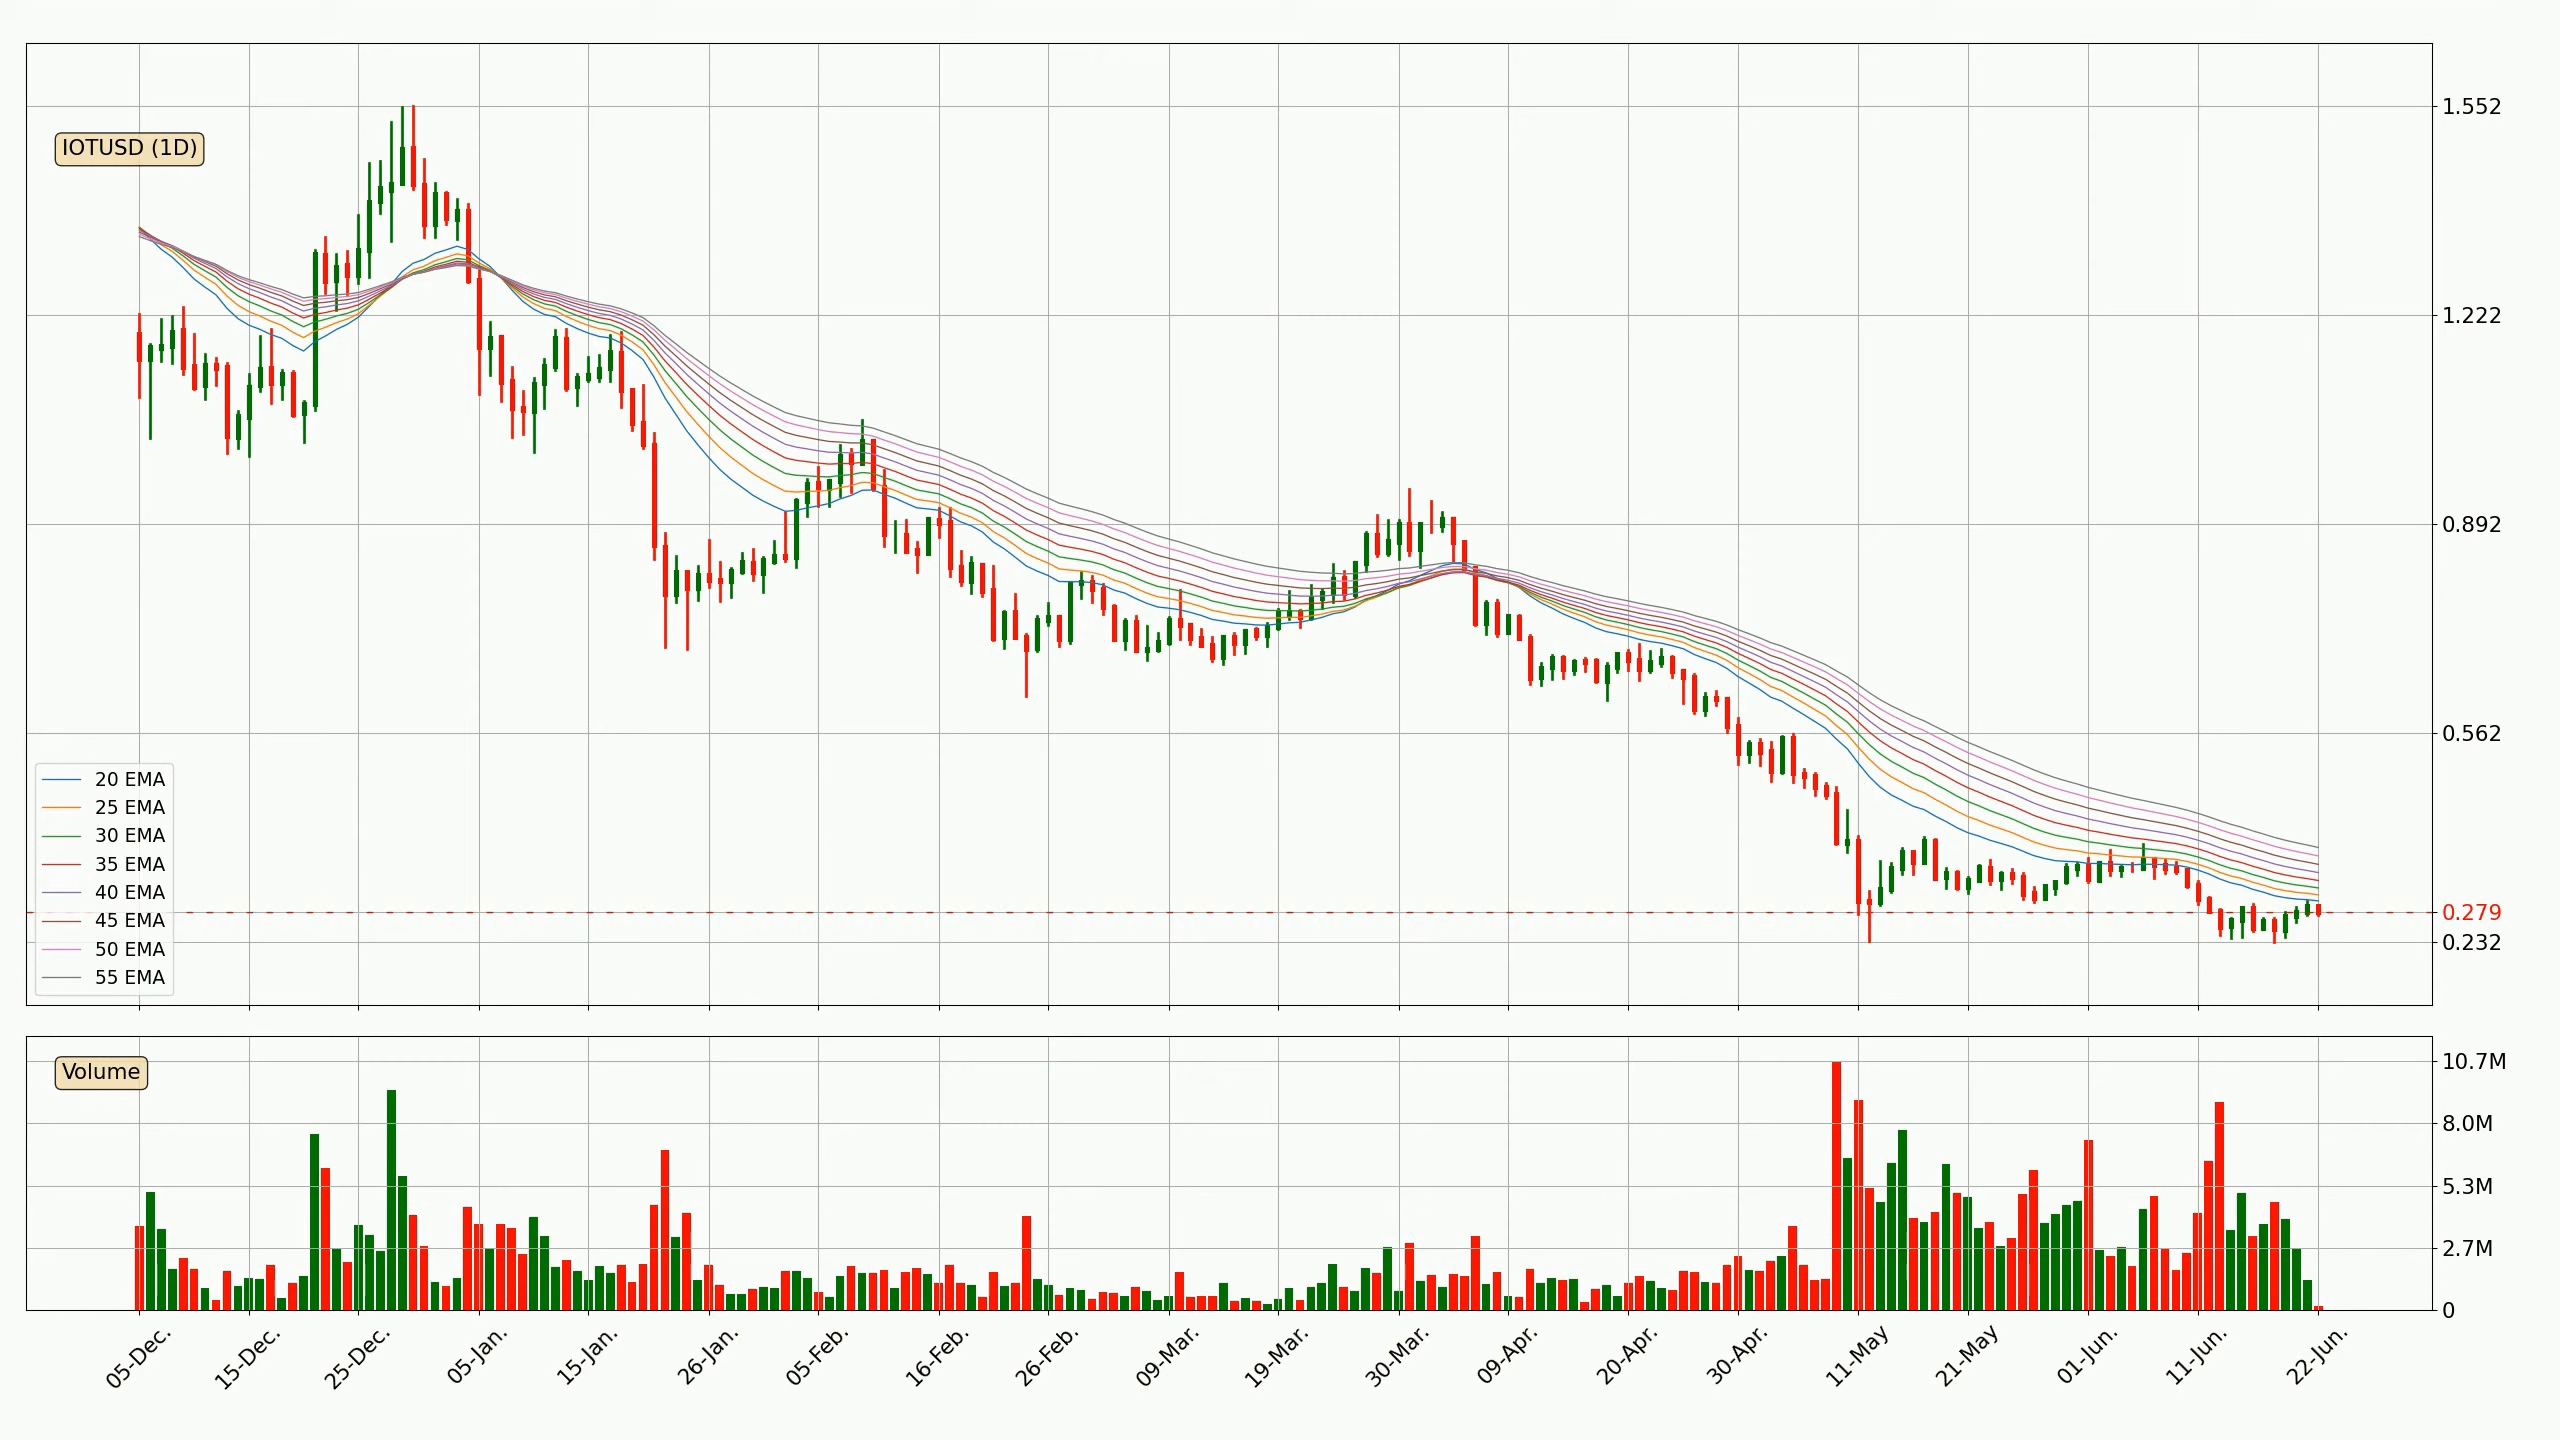 IOTUSD (1D)
1.552
1.222
0.892
0.562
0.279
0.232
20 EMA
25 EMA
30 EMA
35 EMA
40 EMA
45 EMA
50 EMA
55 EMA
Volume
10.7M
8.0M
5.3M
2.7M
0
05-Dec.
15-Dec.
25-Dec.
05-Jan.
15-Jan.
26-Jan.
05-Feb.
16-Feb.
26-Feb.
09-Mar.
19-Mar.
30-Mar.
09-Apr.
20-Apr.
30-Apr.
11-May
21-May
01-Jun.
11-Jun.
22-Jun.